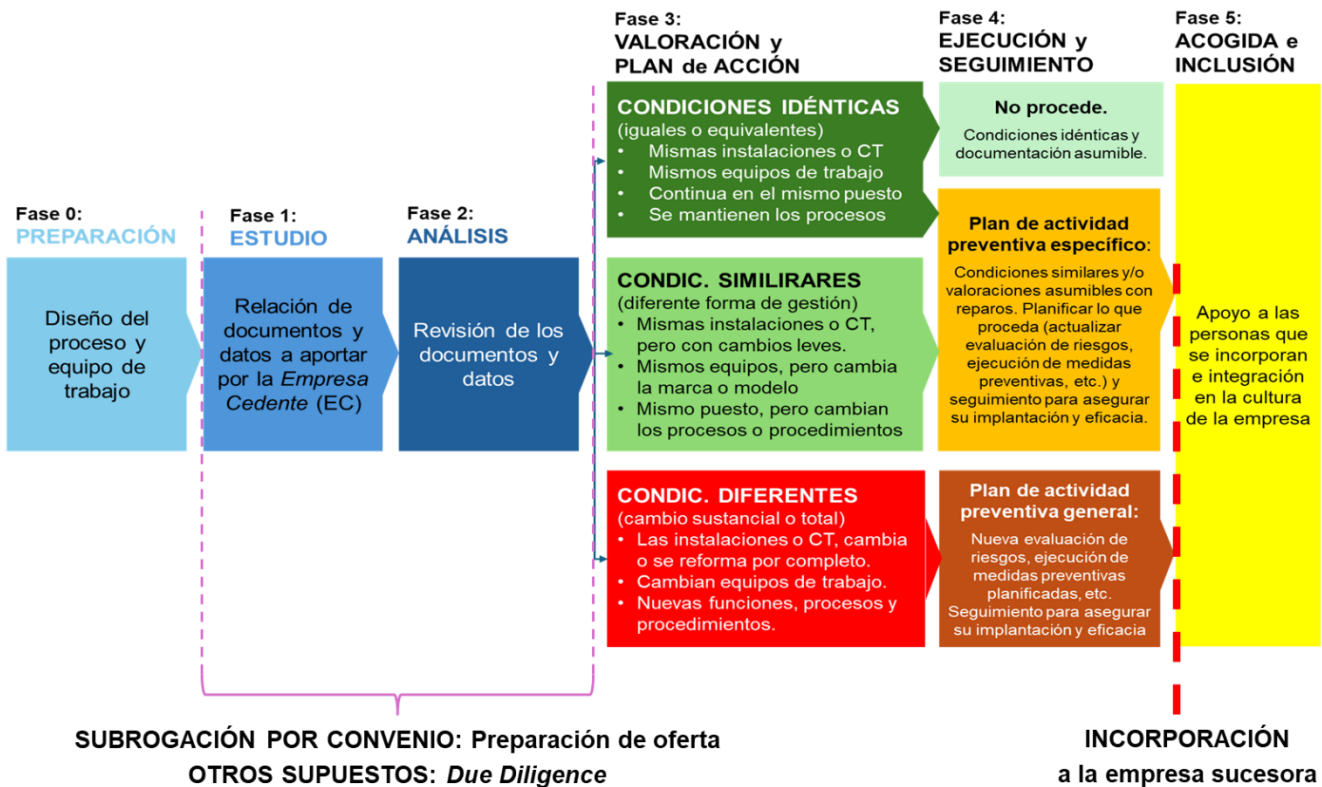 Fase 0:
PREPARACIÓN
Diseño del
proceso y
equipo de
trabajo
Fase 1:
ESTUDIO
Relación de
documentos y
datos a aportar
por la Empresa
Cedente (EC)
Fase 2:
ANÁLISIS
Revisión de los
documentos y
datos
Fase 3:
VALORACIÓN y
PLAN de ACCIÓN
CONDICIONES IDÉNTICAS
(iguales o equivalentes)
• Mismas instalaciones o CT
• Mismos equipos de trabajo
• Continua en el mismo puesto
• Se mantienen los procesos
CONDIC. SIMILIRARES
(diferente forma de gestión)
• Mismas instalaciones o CT,
pero con cambios leves.
• Mismos equipos, pero cambia
la marca o modelo
• Mismo puesto, pero cambian
los procesos o procedimientos
CONDIC. DIFERENTES
(cambio sustancial o total)
• Las instalaciones o CT, cambia
o se reforma por completo.
• Cambian equipos de trabajo.
• Nuevas funciones, procesos y
procedimientos.
Fase 4:
EJECUCIÓN y
SEGUIMIENTO
No procede.
Condiciones idénticas y
documentación asumible.
Plan de actividad
preventiva específico:
Condiciones similares y/o
valoraciones asumibles con
reparos. Planificar lo que
proceda (actualizar
evaluación de riesgos,
ejecución de medidas
preventivas, etc.) y
seguimiento para asegurar
su implantación y eficacia.
Plan de actividad
preventiva general:
Nueva evaluación de
riesgos, ejecución de
medidas preventivas
planificadas, etc.
Seguimiento para asegurar
su implantación y eficacia
Fase 5:
ACOGIDA e
INCLUSIÓN
Apoyo a las
personas que
se incorporan
e integración
en la cultura
de la empresa
SUBROGACIÓN POR CONVENIO: Preparación de oferta
OTROS SUPUESTOS: Due Diligence
INCORPORACIÓN
a la empresa sucesora